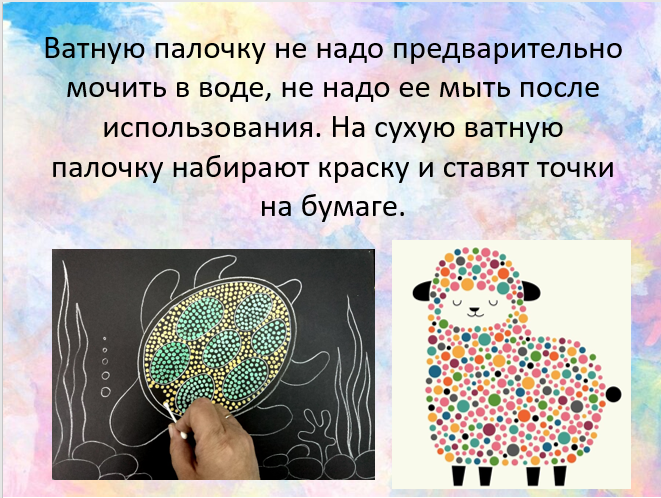 Ватную палочку не надо предварительно
мочить в воде, не надо ее мыть после
использования. На сухую ватную
палочку набирают краску и ставят точки
на бумаге.